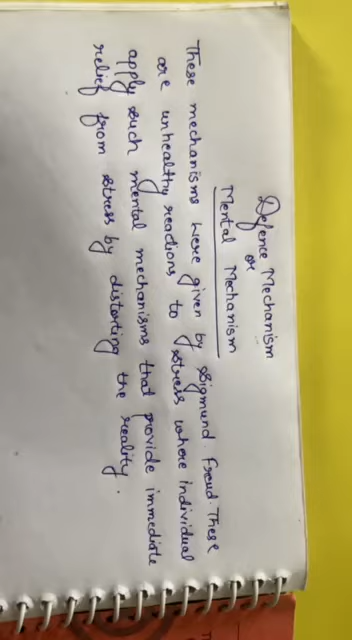 Defence Mechanism
or
Mental Mechanism
These mechanisms were given by Sigmund Freud These
are unhealthy reactions to stress where individual
apply such mental mechanisms that provide immediate
relief from stress by distorting the reality.